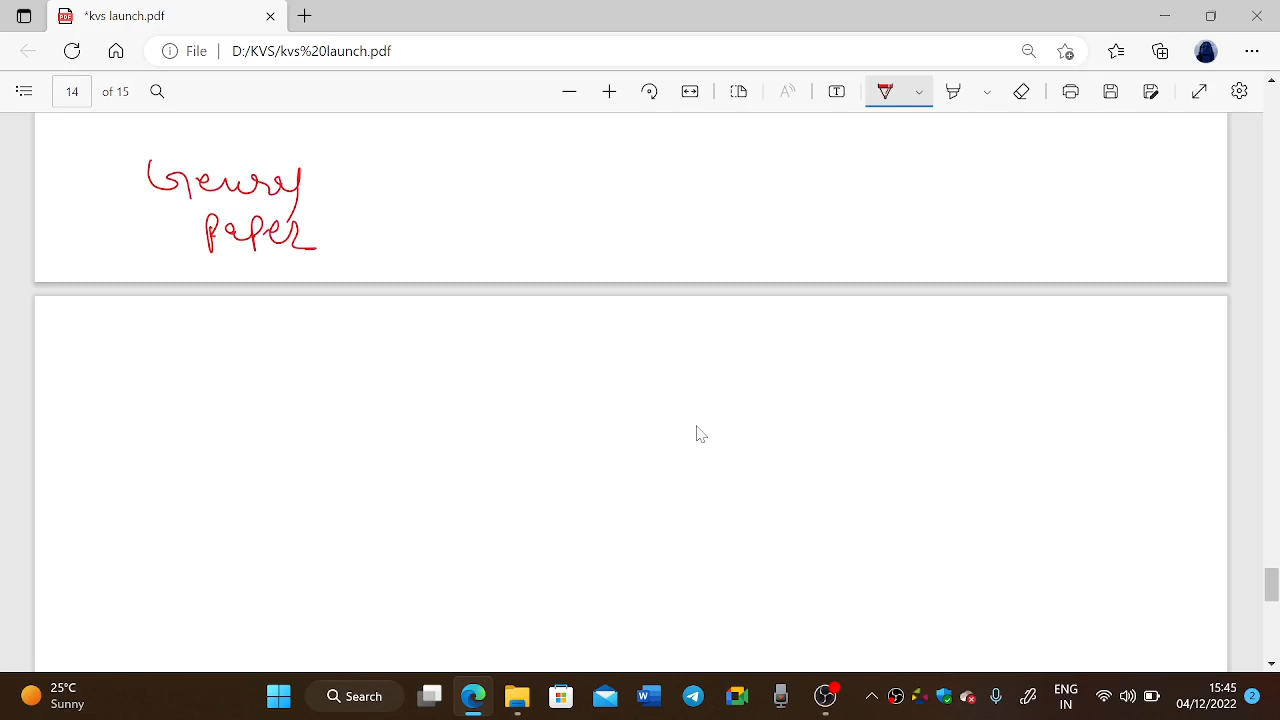 *kvs launch.pdf
File D:/KVS/kvs%20launch.pdf
14 of 15
paper
25°C
Sunny
Search
ENG
IN
15:45
04/12/2022
2